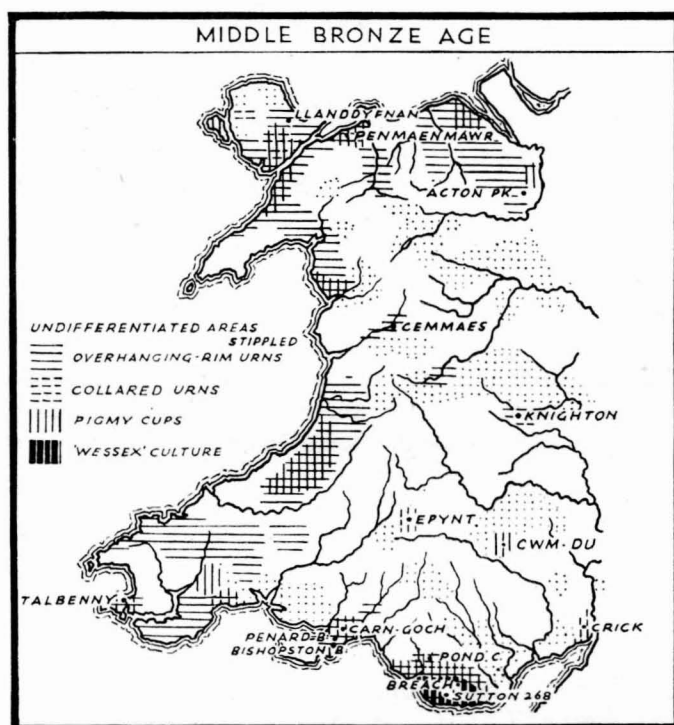 MIDDLE BRONZE AGE
LLANDDYFNAN
PENMAENMAWR
ACTON PK.
UNDIFFERENTIATED AREAS
STIPPLED
OVERHANGING-RIM URNS
COLLARED URNS
PIGMY CUPS
'WESSEX' CULTURE
CEMMAES
KNIGHTON
EPYNT
CWM-DU
TALBENNY
CARN-GOCH
PENARD B.
BISHOPSTON B.
CRICK
POND C.
BREACH
SUTTON 268